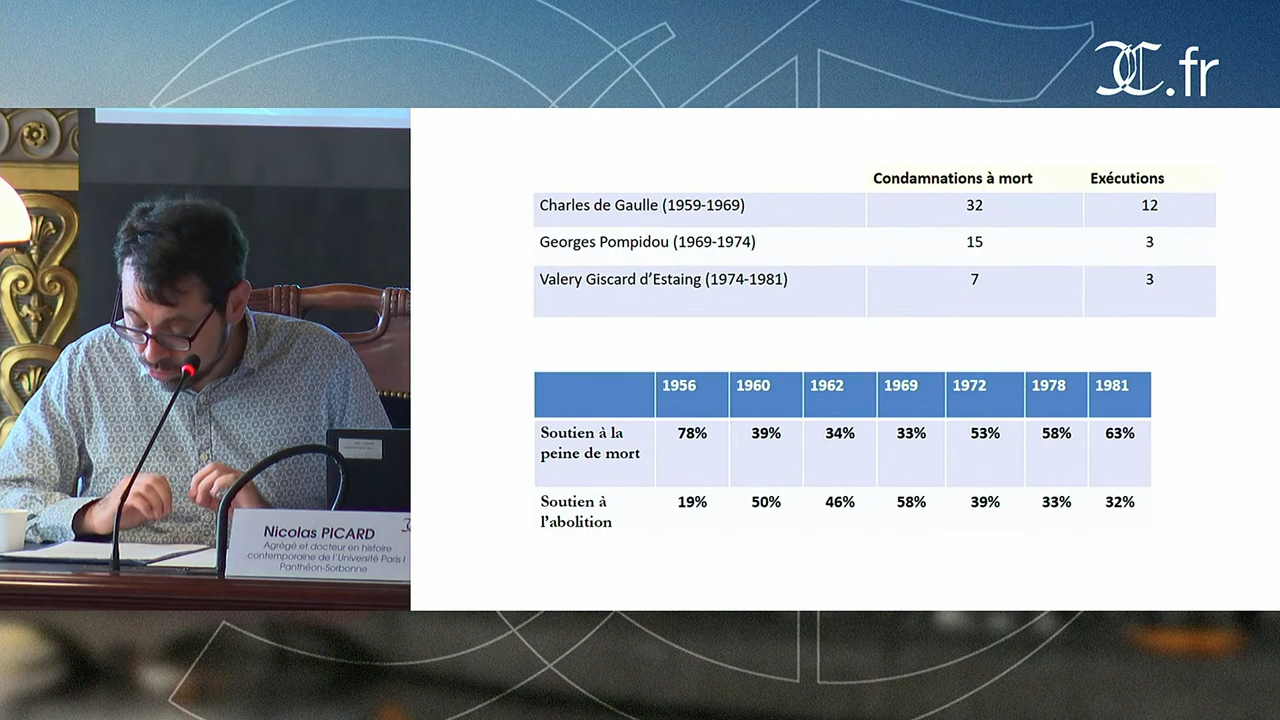 CC.fr
Condamnations à mort Exécutions
Charles de Gaulle (1959-1969) 32 12
Georges Pompidou (1969-1974) 15 3
Valery Giscard d’Estaing (1974-1981) 7 3
1956 1960 1962 1969 1972 1978 1981
Soutien à la
peine de mort 78% 39% 34% 33% 53% 58% 63%
Soutien à
l’abolition 19% 50% 46% 58% 39% 33% 32%
Nicolas PICARD
Agrégé et docteur en histoire
contemporaine de l’Université Paris I
Panthéon-Sorbonne